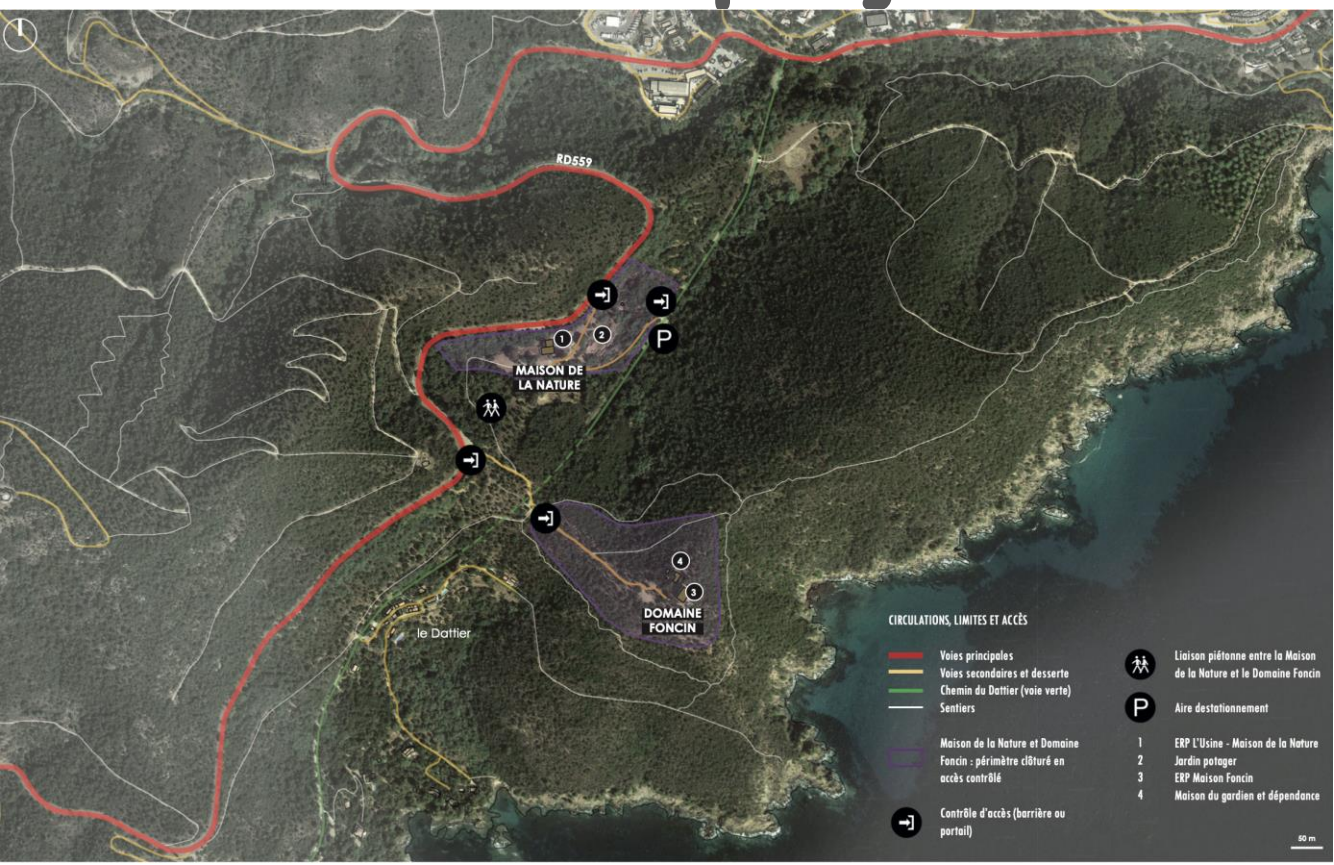 RD559
1
2
P
MAISON DE
LA NATURE
4
3
DOMAINE
FONCIN
le Dattier
CIRCULATIONS, LIMITES ET ACCÈS
Voies principales
Voies secondaires et desserte
Chemin du Dattier (voie verte)
Sentiers
Maison de la Nature et Domaine
Foncin : périmètre clôturé en
accès contrôlé
Contrôle d'accès (barrière ou
portail)
Liaison piétonne entre la Maison
de la Nature et le Domaine Foncin
P Aire destationnement
1 ERP L'Usine - Maison de la Nature
2 Jardin potager
3 ERP Maison Foncin
4 Maison du gardien et dépendance
50 m